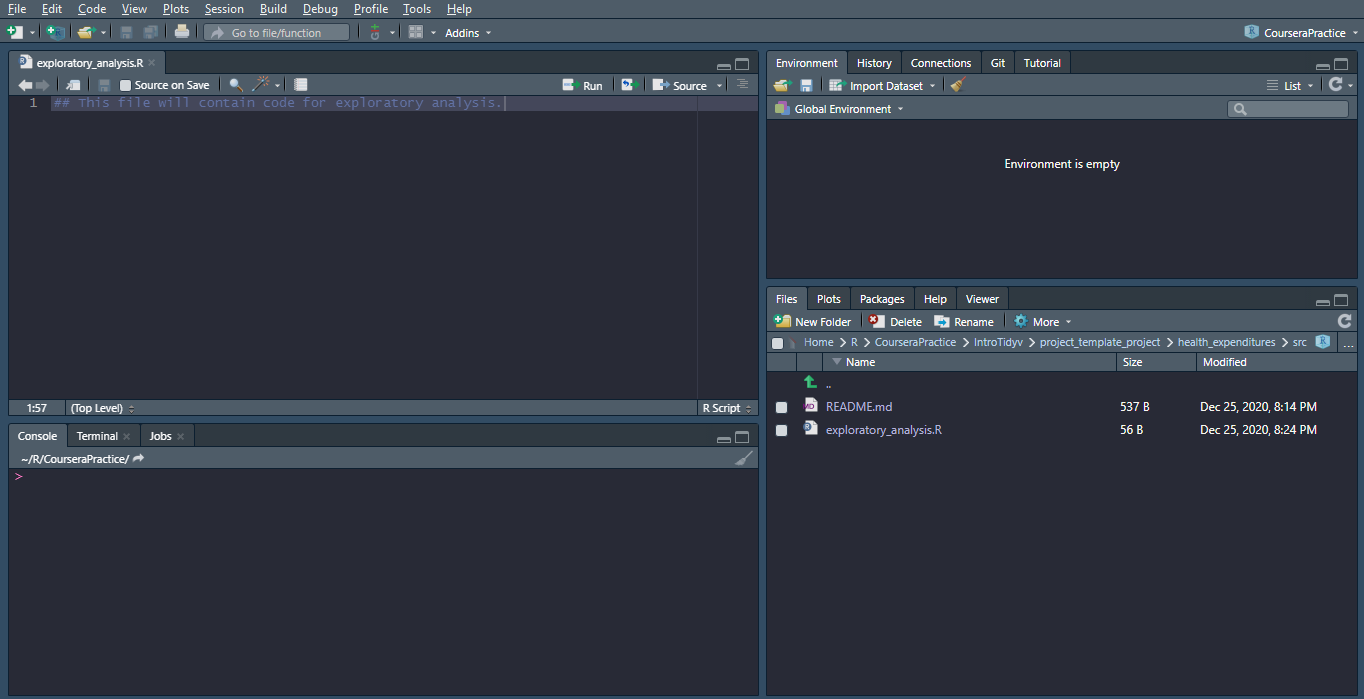 File Edit Code View Plots Session Build Debug Profile Tools Help
Go to file/function Addins CourseraPractice
exploratory_analysis.R
Source on Save Run Source
1 ## This file will contain code for exploratory analysis.
1:57 (Top Level) R Script
Console Terminal Jobs
~/R/CourseraPractice/
>
Environment History Connections Git Tutorial
Import Dataset List
Global Environment
Environment is empty
Files Plots Packages Help Viewer
New Folder Delete Rename More
Home R CourseraPractice IntroTidyv project_template_project health_expenditures src ...
Name Size Modified
..
README.md 537 B Dec 25, 2020, 8:14 PM
exploratory_analysis.R 56 B Dec 25, 2020, 8:24 PM